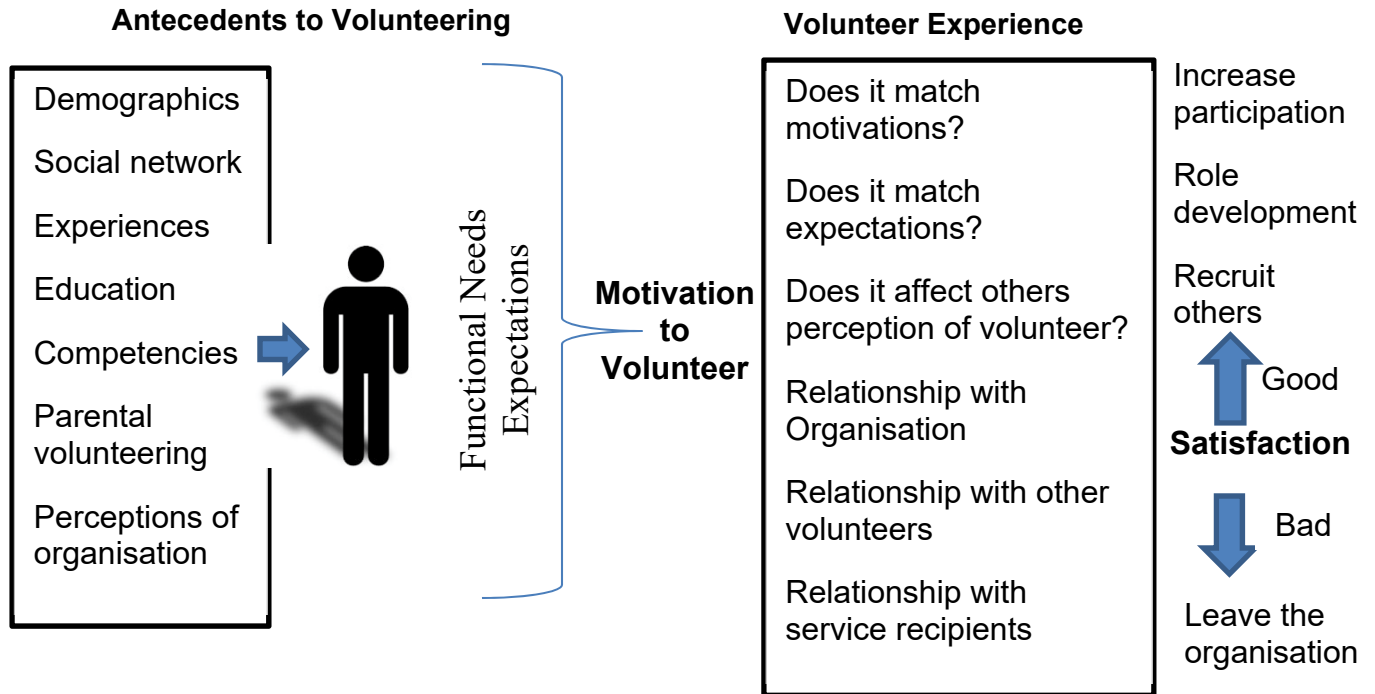 Antecedents to Volunteering
Demographics
Social network
Experiences
Education
Competencies
Parental
volunteering
Perceptions of
organisation
Functional Needs
Expectations
Motivation
to
Volunteer
Volunteer Experience
Does it match
motivations?
Does it match
expectations?
Does it affect others
perception of volunteer?
Relationship with
Organisation
Relationship with other
volunteers
Relationship with
service recipients
Increase
participation
Role
development
Recruit
others
Good
Satisfaction
Bad
Leave the
organisation